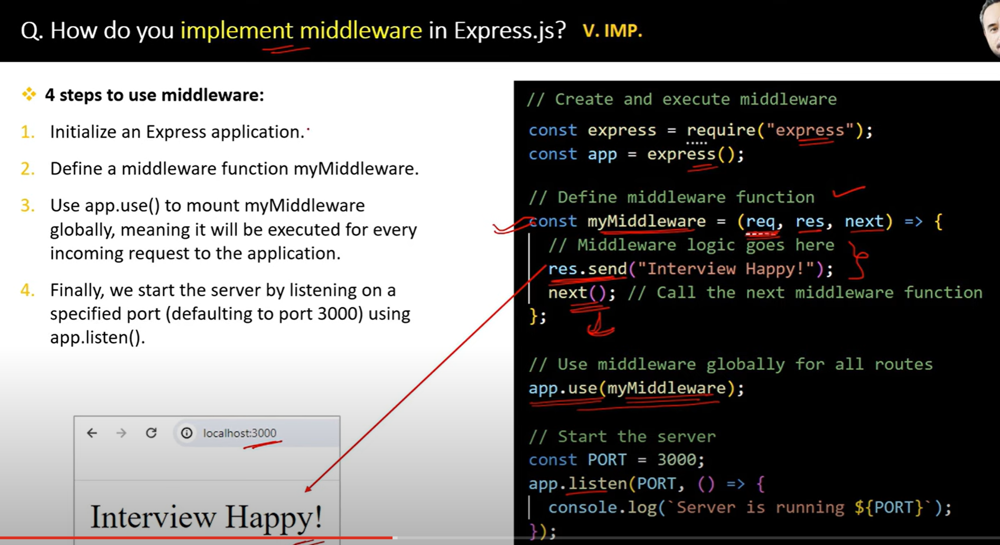 Q. How do you implement middleware in Express.js? V. IMP.
4 steps to use middleware:
1. Initialize an Express application.
2. Define a middleware function myMiddleware.
3. Use app.use() to mount myMiddleware
globally, meaning it will be executed for every
incoming request to the application.
4. Finally, we start the server by listening on a
specified port (defaulting to port 3000) using
app.listen().
localhost:3000
Interview Happy!
// Create and execute middleware
const express = require("express");
const app = express();
// Define middleware function
const myMiddleware = (req, res, next) => {
// Middleware logic goes here
res.send("Interview Happy!");
next(); // Call the next middleware function
};
// Use middleware globally for all routes
app.use(myMiddleware);
// Start the server
const PORT = 3000;
app.listen(PORT, () => {
console.log(`Server is running ${PORT}`);
});